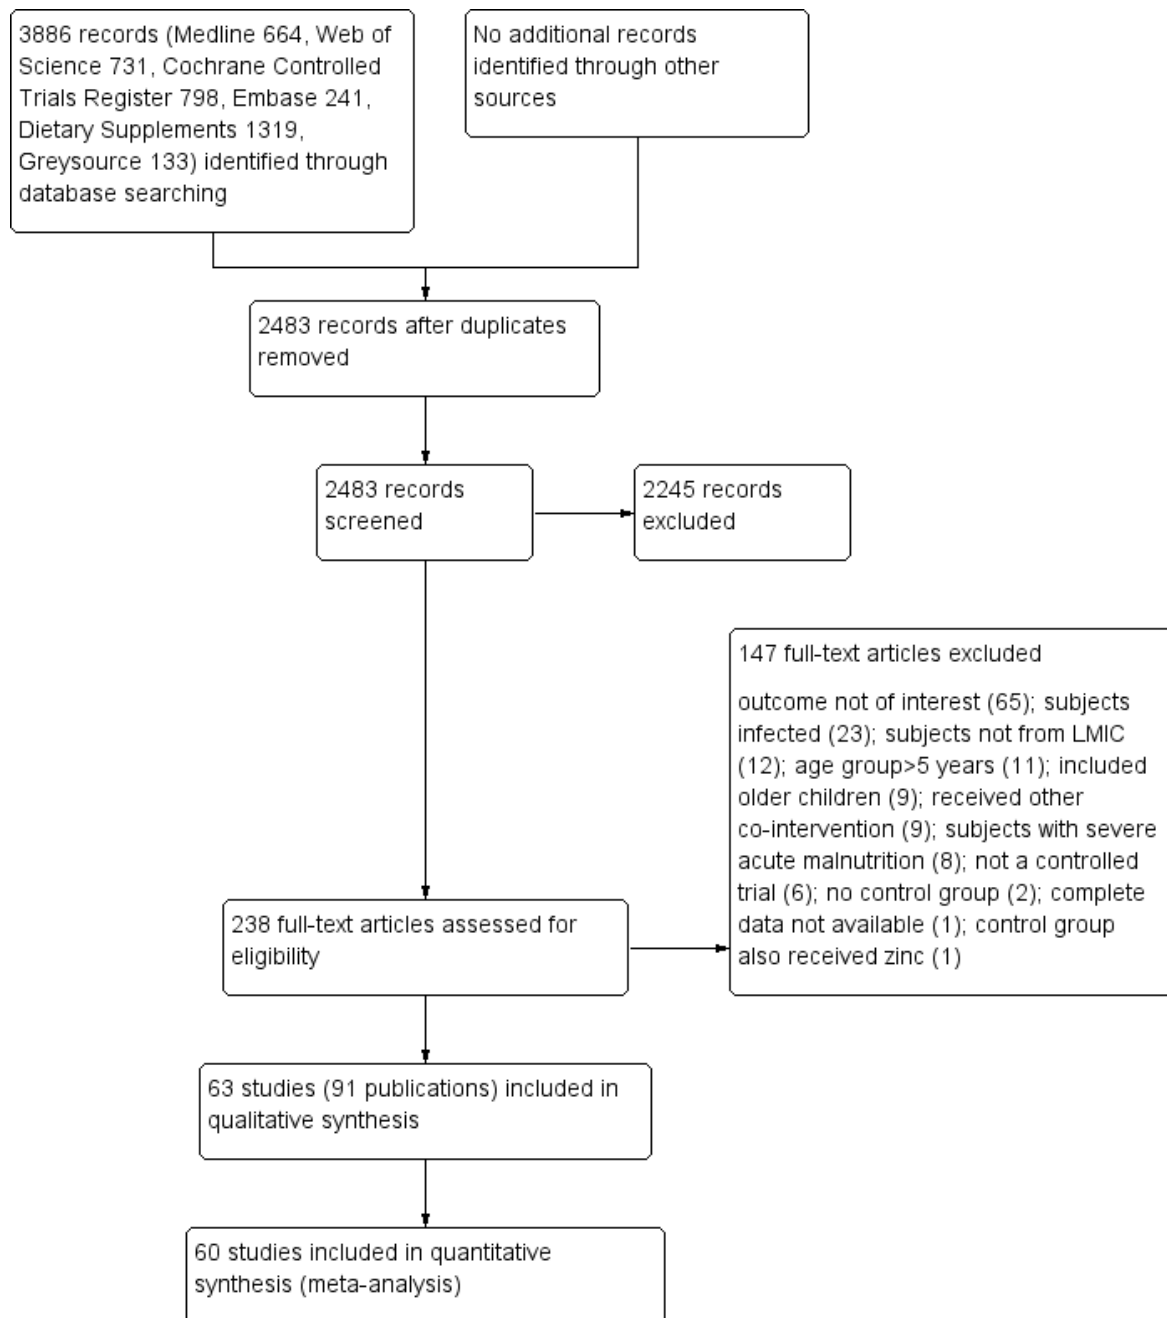 3886 records (Medline 664, Web of
Science 731, Cochrane Controlled
Trials Register 798, Embase 241,
Dietary Supplements 1319,
Greysource 133) identified through
database searching
No additional records
identified through other
sources
2483 records after duplicates
removed
2483 records
screened
2245 records
excluded
147 full-text articles excluded
outcome not of interest (65); subjects
infected (23); subjects not from LMIC
(12); age group>5 years (11); included
older children (9); received other
co-intervention (9); subjects with severe
acute malnutrition (8); not a controlled
trial (6); no control group (2); complete
data not available (1); control group
also received zinc (1)
238 full-text articles assessed for
eligibility
63 studies (91 publications) included in
qualitative synthesis
60 studies included in quantitative
synthesis (meta-analysis)